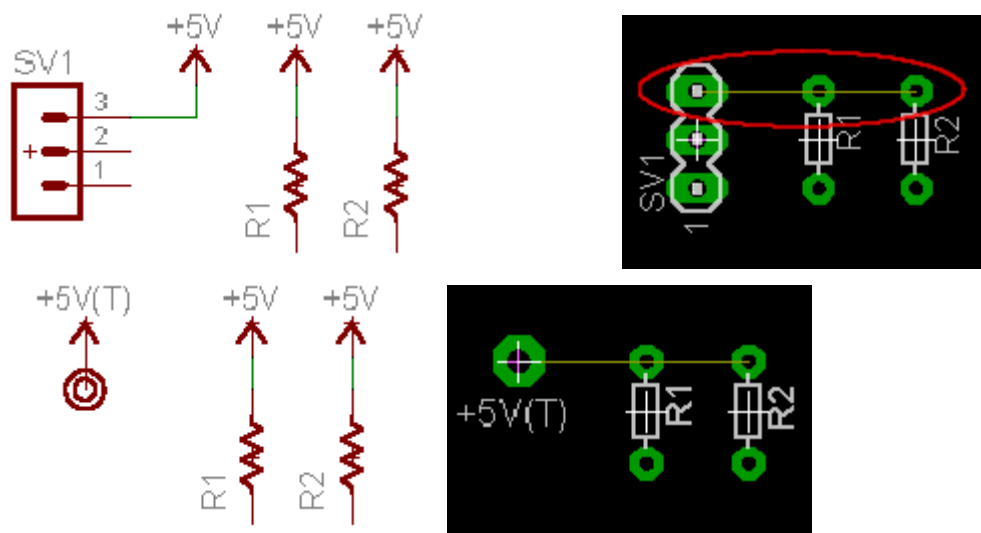 +5V +5V +5V
SV1
3
2
+
1
R1 R2
SV1
1
R1
R2
+5V(T) +5V +5V
R1 R2
+5V(T)
R1
R2